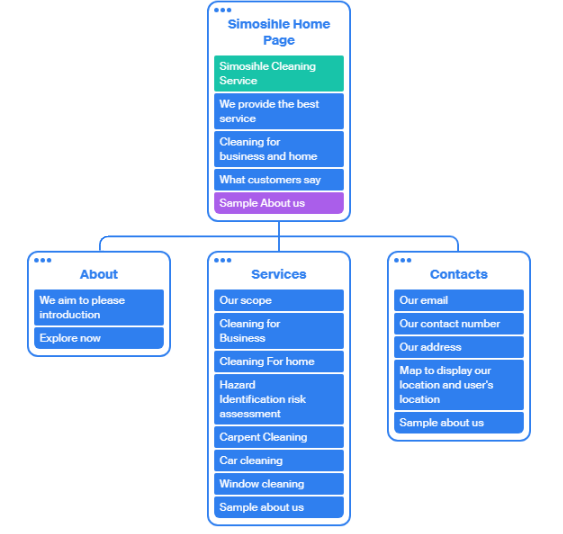 Simosihle Home
Page
Simosihle Cleaning
Service
We provide the best
service
Cleaning for
business and home
What customers say
Sample About us
About
We aim to please
introduction
Explore now
Services
Our scope
Cleaning for
Business
Cleaning For home
Hazard
Identification risk
assessment
Carpent Cleaning
Car cleaning
Window cleaning
Sample about us
Contacts
Our email
Our contact number
Our address
Map to display our
location and user's
location
Sample about us